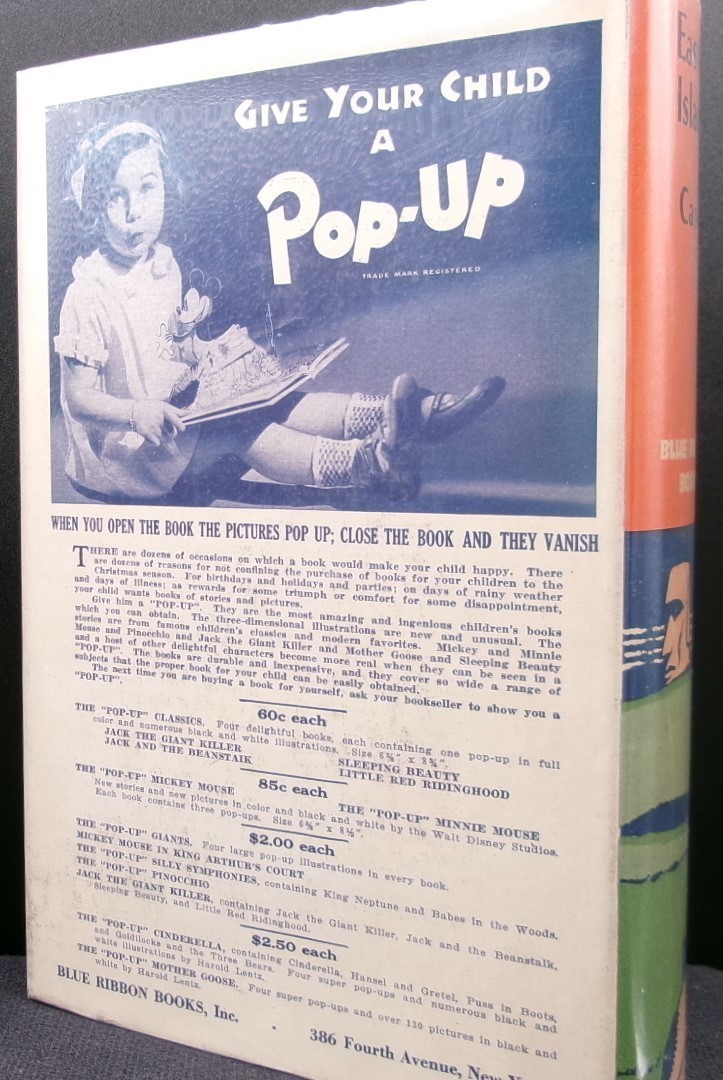 GIVE YOUR CHILD
A
POP-UP
TRADE MARK REGISTERED
WHEN YOU OPEN THE BOOK THE PICTURES POP UP; CLOSE THE BOOK AND THEY VANISH
THERE are dozens of occasions on which a book would make your child happy. There
are dozens of reasons for not confining the purchase of books for your children to the
Christmas season. For birthdays and holidays and parties; on days of rainy weather
and days of illness; as rewards for some triumph or comfort for some disappointment,
your child wants books of stories and pictures.
Give him a "POP-UP". They are the most amazing and ingenious children's books
which you can obtain. The three-dimensional illustrations are new and unusual. The
stories are from famous children's classics and modern favorites. Mickey and Minnie
Mouse and Pinocchio and Jack the Giant Killer and Mother Goose and Sleeping Beauty
and a host of other delightful characters become more real when they can be seen in a
"POP-UP". The books are durable and inexpensive, and they cover so wide a range of
subjects that the proper book for your child can be easily obtained.
The next time you are buying a book for yourself, ask your bookseller to show you a
"POP-UP".
60c each
THE "POP-UP" CLASSICS. Four delightful books, each containing one pop-up in full
color and numerous black and white illustrations. Size 6⅝" x 8⅜".
JACK THE GIANT KILLER
SLEEPING BEAUTY
JACK AND THE BEANSTALK
LITTLE RED RIDINGHOOD
85c each
THE "POP-UP" MICKEY MOUSE
THE "POP-UP" MINNIE MOUSE
New stories and new pictures in color and black and white by the Walt Disney Studios.
Each book contains three pop-ups. Size 6⅝" x 8½".
$2.00 each
THE "POP-UP" GIANTS. Four large pop-up illustrations in every book.
MICKEY MOUSE IN KING ARTHUR'S COURT
THE "POP-UP" SILLY SYMPHONIES, containing King Neptune and Babes in the Woods.
THE "POP-UP" PINOCCHIO
JACK THE GIANT KILLER, containing Jack the Giant Killer, Jack and the Beanstalk,
Sleeping Beauty, and Little Red Ridinghood.
$2.50 each
THE "POP-UP" CINDERELLA, containing Cinderella, Hansel and Gretel, Puss in Boots,
and Goldilocks and the Three Bears. Four super pop-ups and numerous black and
white illustrations by Harold Lentz.
THE "POP-UP" MOTHER GOOSE. Four super pop-ups and over 130 pictures in black and
white by Harold Lentz.
BLUE RIBBON BOOKS, Inc. · 386 Fourth Avenue, New
BLUE